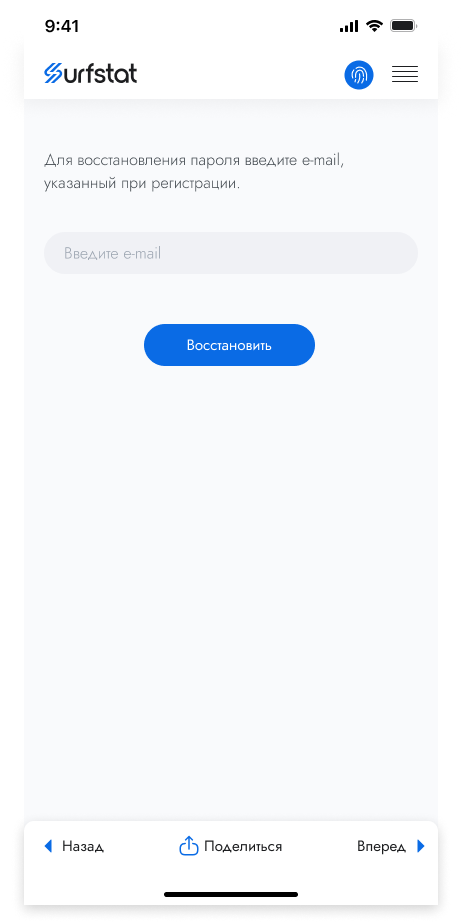 9:41
Surfstat
Для восстановления пароля введите e-mail,
указанный при регистрации.
Введите e-mail
Восстановить
Назад
Поделиться
Вперед